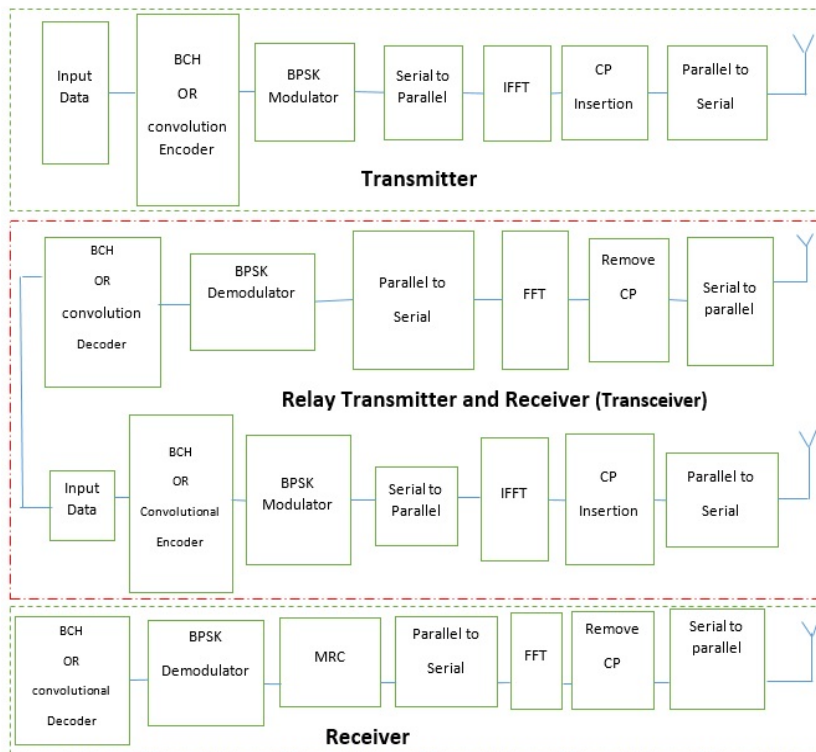 Input
Data
BCH
OR
convolution
Encoder
BPSK
Modulator
Serial to
Parallel
IFFT
CP
Insertion
Parallel to
Serial
Transmitter
BCH
OR
convolution
Decoder
BPSK
Demodulator
Parallel to
Serial
FFT
Remove
CP
Serial to
parallel
Relay Transmitter and Receiver (Transceiver)
Input
Data
BCH
OR
Convolutional
Encoder
BPSK
Modulator
Serial to
Parallel
IFFT
CP
Insertion
Parallel to
Serial
BCH
OR
convolutional
Decoder
BPSK
Demodulator
MRC
Parallel to
Serial
FFT
Remove
CP
Serial to
parallel
Receiver